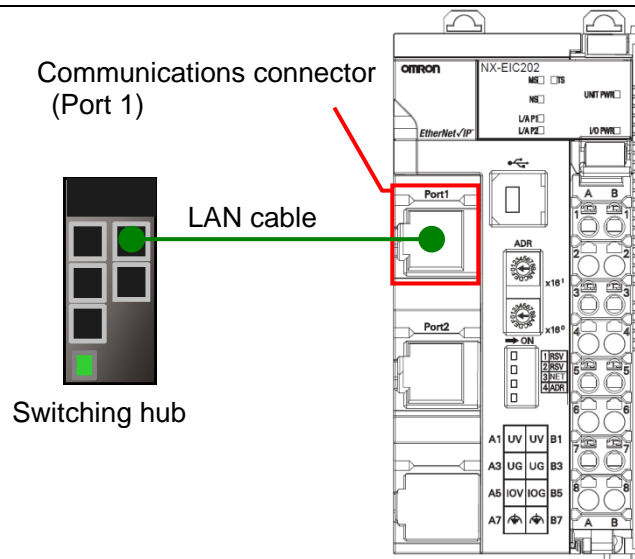 Communications connector
(Port 1)
LAN cable
Switching hub
OMRON
NX-EIC202
MS TS
NS
UNIT PWR
L/A P1
L/A P2
I/O PWR
EtherNet/IP
Port1
Port2
ADR
x16¹
x16⁰
→ ON
1 RSV
2 RSV
3 NET
4 ADR
A1 UV UV B1
A3 UG UG B3
A5 IOV IOG B5
A7 B7
A B
1 1
2 2
3 3
4 4
5 5
6 6
7 7
8 8
A B